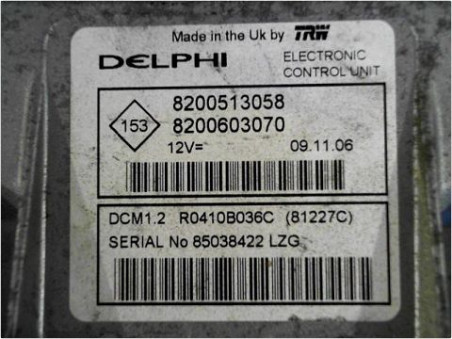 Made in the Uk by TRW
DELPHI ELECTRONIC
CONTROL UNIT
8200513058
153
8200603070
12V= 09.11.06
DCM1.2 R0410B036C (81227C)
SERIAL No 85038422 LZG